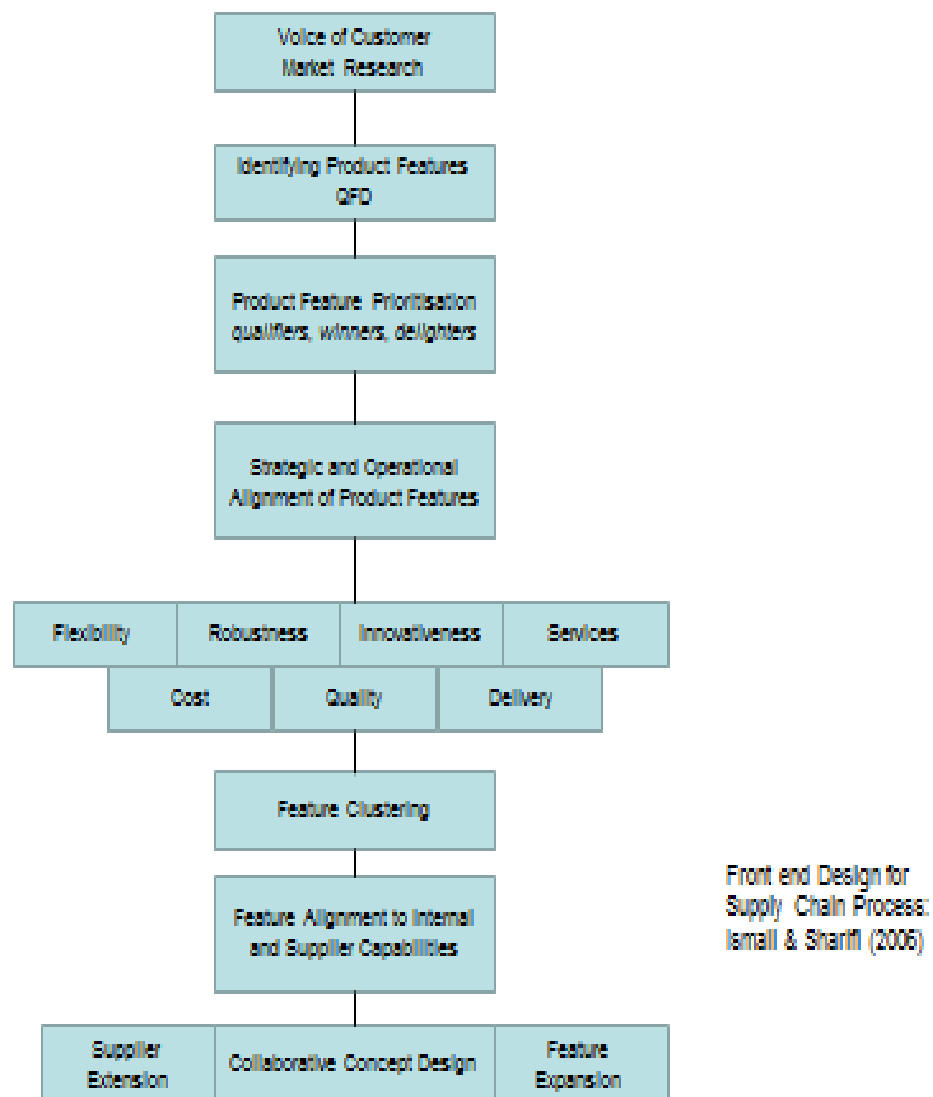 Voice of Customer
Market Research
Identifying Product Features
QFD
Product Feature Prioritisation
qualifiers, winners, delighters
Strategic and Operational
Alignment of Product Features
Flexibility
Robustness
Innovativeness
Services
Cost
Quality
Delivery
Feature Clustering
Feature Alignment to Internal
and Supplier Capabilities
Front end Design for
Supply Chain Process:
Ismail & Sharifi (2006)
Supplier
Extension
Collaborative Concept Design
Feature
Expansion